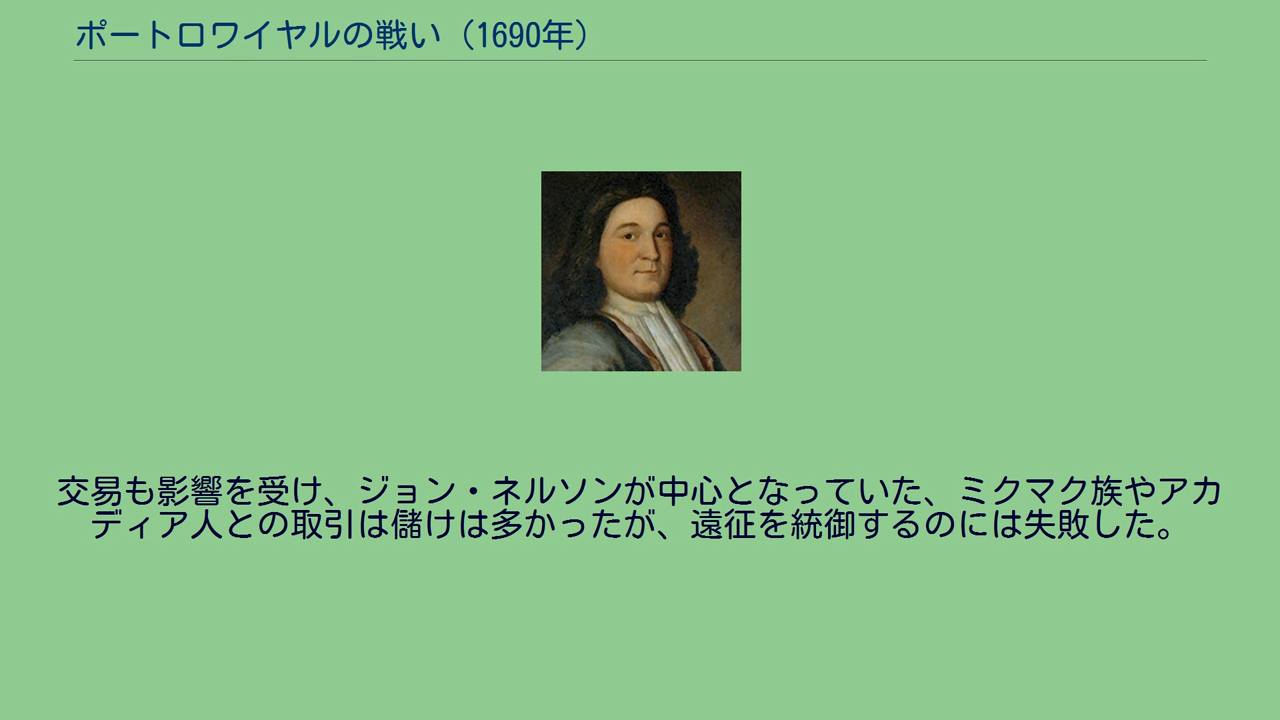 ポートロワイヤルの戦い（1690年）
交易も影響を受け、ジョン・ネルソンが中心となっていた、ミクマク族やアカ
ディア人との取引は儲けは多かったが、遠征を統御するのには失敗した。